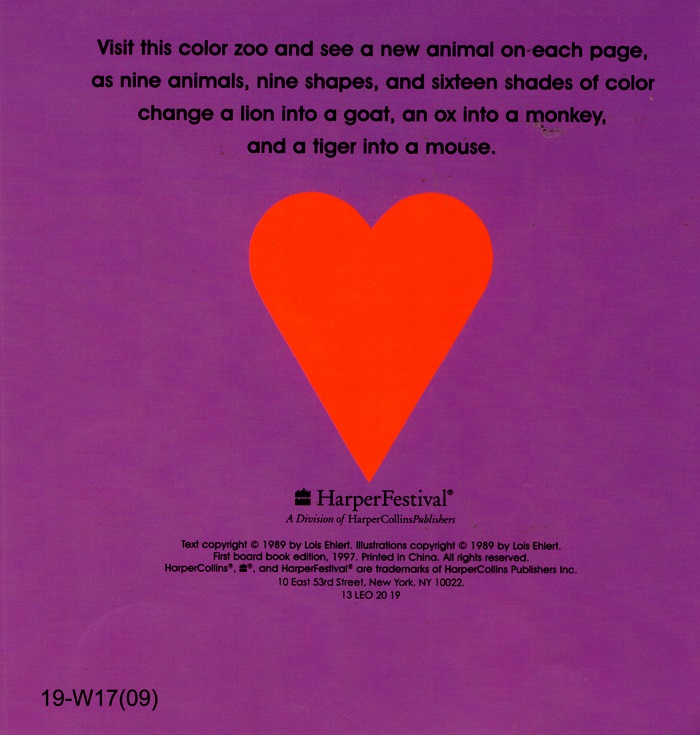 Visit this color zoo and see a new animal on each page,
as nine animals, nine shapes, and sixteen shades of color
change a lion into a goat, an ox into a monkey,
and a tiger into a mouse.
HarperFestival®
A Division of HarperCollinsPublishers
Text copyright © 1989 by Lois Ehlert. Illustrations copyright © 1989 by Lois Ehlert.
First board book edition, 1997. Printed in China. All rights reserved.
HarperCollins®, ®, and HarperFestival® are trademarks of HarperCollins Publishers Inc.
10 East 53rd Street, New York, NY 10022.
13 LEO 20 19
19-W17(09)